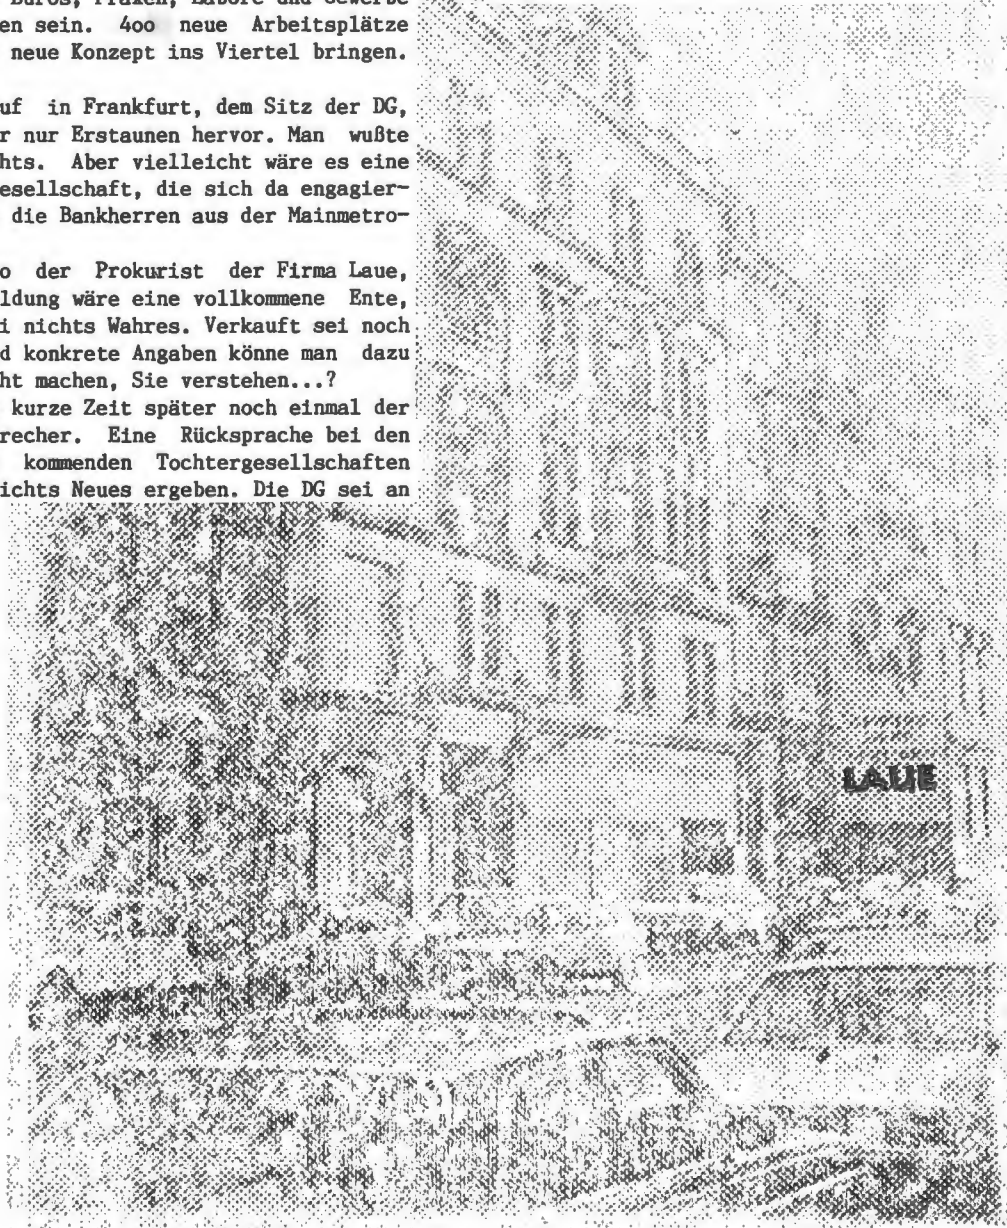 Büros, Praxen, Labore und Gewerbe
en sein. 4oo neue Arbeitsplätze
neue Konzept ins Viertel bringen.
uf in Frankfurt, dem Sitz der DG,
r nur Erstaunen hervor. Man wußte
hts. Aber vielleicht wäre es eine
esellschaft, die sich da engagier-
die Bankherren aus der Mainmetro-
o der Prokurist der Firma Laue,
ldung wäre eine vollkommene Ente,
i nichts Wahres. Verkauft sei noch
d konkrete Angaben könne man dazu
ht machen, Sie verstehen...?
kurze Zeit später noch einmal der
recher. Eine Rücksprache bei den
kommenden Tochtergesellschaften
ichts Neues ergeben. Die DG sei an
LAUE